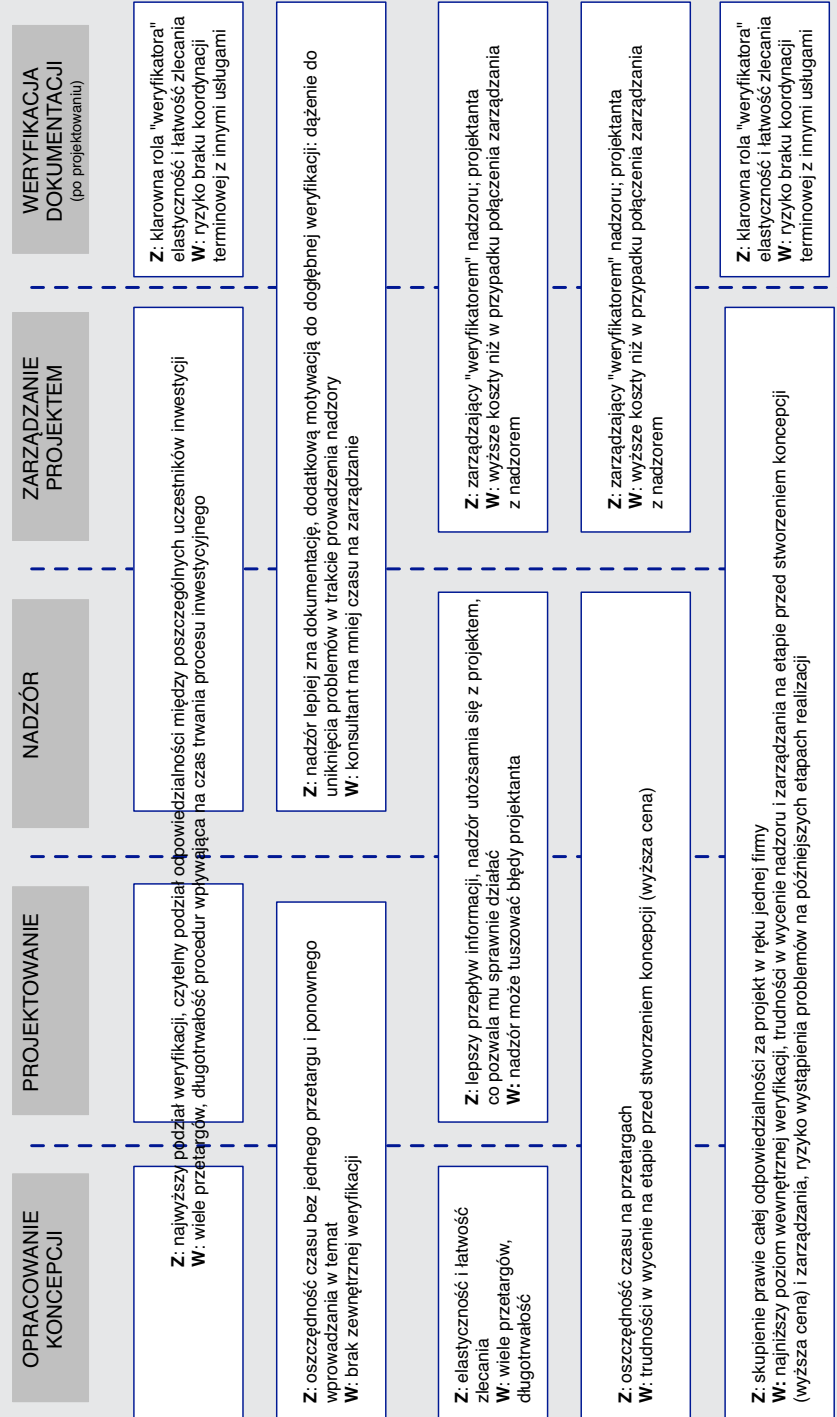 OPRACOWANIE
KONCEPCJI
PROJEKTOWANIE
NADZÓR
ZARZĄDZANIE
PROJEKTEM
WERYFIKACJA
DOKUMENTACJI
(po projektowaniu)
Z: najwyższy podział weryfikacji, czytelny podział odpowiedzialności między poszczególnych uczestników inwestycji
W: wiele przetargów, długotrwałość procedur wpływająca na czas trwania procesu inwestycyjnego
Z: klarowna rola "weryfikatora"
elastyczność i łatwość zlecania
W: ryzyko braku koordynacji
terminowej z innymi usługami
Z: oszczędność czasu bez jednego przetargu i ponownego
wprowadzania w temat
W: brak zewnętrznej weryfikacji
Z: nadzór lepiej zna dokumentację, dodatkową motywacją do dogłębnej weryfikacji: dążenie do
uniknięcia problemów w trakcie prowadzenia nadzory
W: konsultant ma mniej czasu na zarządzanie
Z: elastyczność i łatwość
zlecania
W: wiele przetargów,
długotrwałość
Z: lepszy przepływ informacji, nadzór utożsamia się z projektem,
co pozwala mu sprawnie działać
W: nadzór może tuszować błędy projektanta
Z: zarządzający "weryfikatorem" nadzoru; projektanta
W: wyższe koszty niż w przypadku połączenia zarządzania
z nadzorem
Z: oszczędność czasu na przetargach
W: trudności w wycenie na etapie przed stworzeniem koncepcji (wyższa cena)
Z: zarządzający "weryfikatorem" nadzoru; projektanta
W: wyższe koszty niż w przypadku połączenia zarządzania
z nadzorem
Z: skupienie prawie całej odpowiedzialności za projekt w ręku jednej firmy
W: najniższy poziom wewnętrznej weryfikacji, trudności w wycenie nadzoru i zarządzania na etapie przed stworzeniem koncepcji
(wyższa cena) i zarządzania, ryzyko wystąpienia problemów na późniejszych etapach realizacji
Z: klarowna rola "weryfikatora"
elastyczność i łatwość zlecania
W: ryzyko braku koordynacji
terminowej z innymi usługami